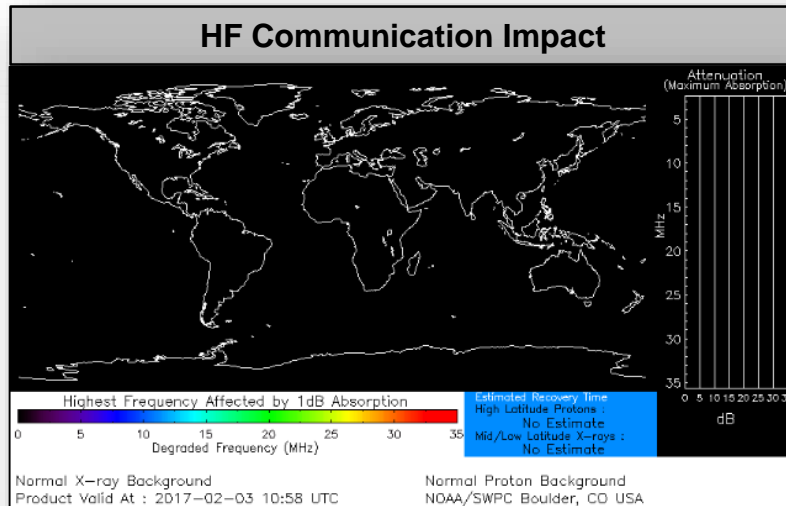 HF Communication Impact
Attenuation
(Maximum Absorption)
5
10
15
20
25
30
35
MHz
0 5 10 15 20 25 30 3
dB
Highest Frequency Affected by 1dB Absorption
0 5 10 15 20 25 30 35
Degraded Frequency (MHz)
Estimated Recovery Time
High Latitude Protons :
No Estimate
Mid/Low Latitude X-rays :
No Estimate
Normal X-ray Background
Product Valid At : 2017-02-03 10:58 UTC
Normal Proton Background
NOAA/SWPC Boulder, CO USA